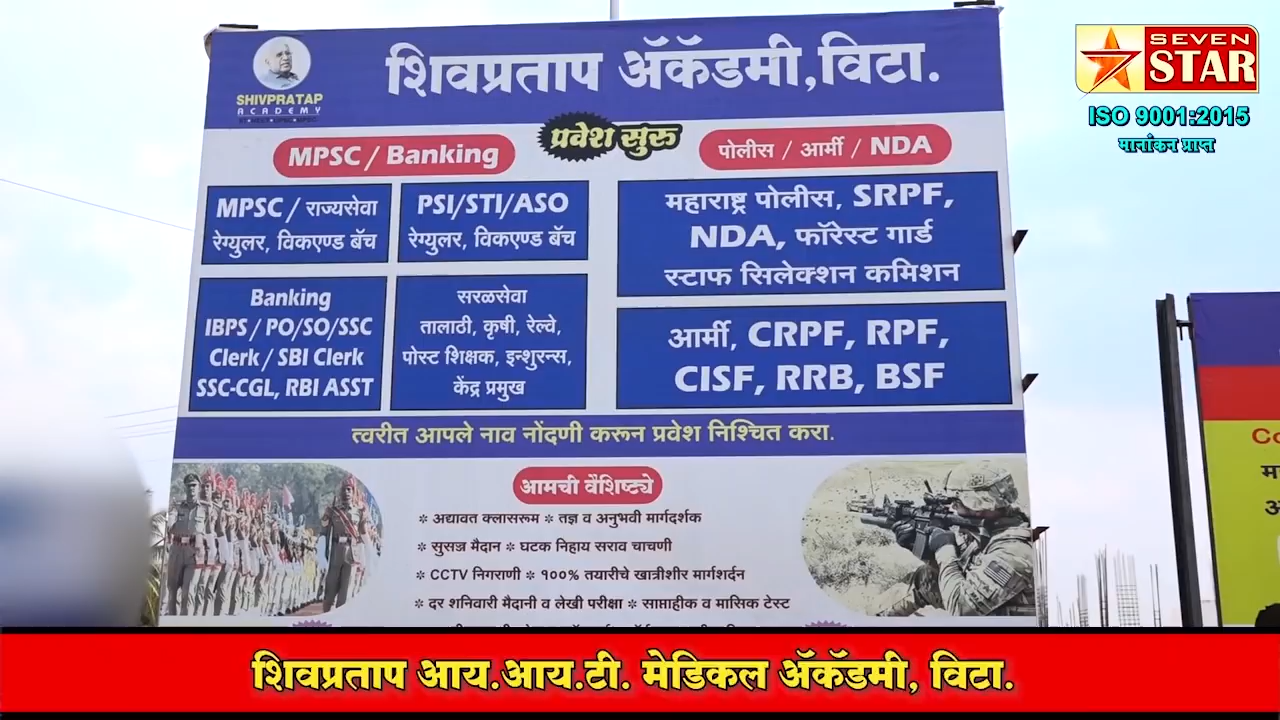 शिवप्रताप ॲकॅडमी,विटा.
SHIVPRATAP
ACADEMY
SEVEN
STAR
ISO 9001:2015
मानांकन प्राप्त
प्रवेश सुरू
MPSC / Banking
पोलीस / आर्मी / NDA
MPSC / राज्यसेवा
रेग्युलर, विकएण्ड बॅच
PSI/STI/ASO
रेग्युलर, विकएण्ड बॅच
महाराष्ट्र पोलीस, SRPF,
NDA, फॉरेस्ट गार्ड
स्टाफ सिलेक्शन कमिशन
Banking
IBPS / PO/SO/SSC
Clerk / SBI Clerk
SSC-CGL, RBI ASST
सरळसेवा
तालाठी, कृषी, रेल्वे,
पोस्ट शिक्षक, इन्शुरन्स,
केंद्र प्रमुख
आर्मी, CRPF, RPF,
CISF, RRB, BSF
त्वरीत आपले नाव नोंदणी करून प्रवेश निश्चित करा.
आमची वैशिष्ट्ये
* अद्यावत क्लासरूम * तज्ञ व अनुभवी मार्गदर्शक
* सुसज्ज मैदान * घटक निहाय सराव चाचणी
* CCTV निगराणी * १००% तयारीचे खात्रीशीर मार्गशर्दन
* दर शनिवारी मैदानी व लेखी परीक्षा * साप्ताहीक व मासिक टेस्ट
शिवप्रताप आय.आय.टी. मेडिकल ॲकॅडमी, विटा.